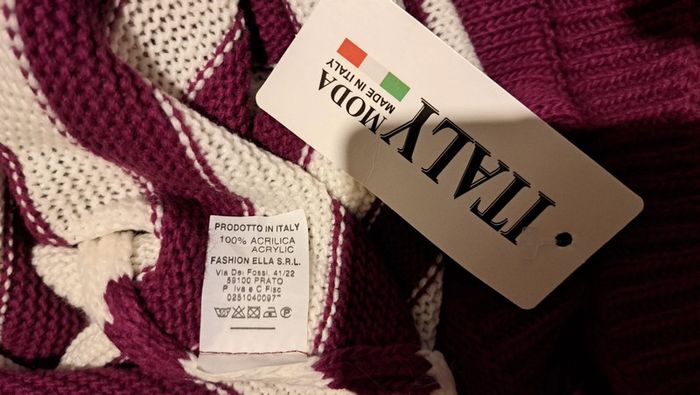 ITALY
MODA
MADE IN ITALY
PRODOTTO IN ITALY
100% ACRILICA
ACRYLIC
FASHION ELLA S.R.L.
Via Dei Fossi, 41/22
59100 PRATO
P Iva e C Fisc
0251040097